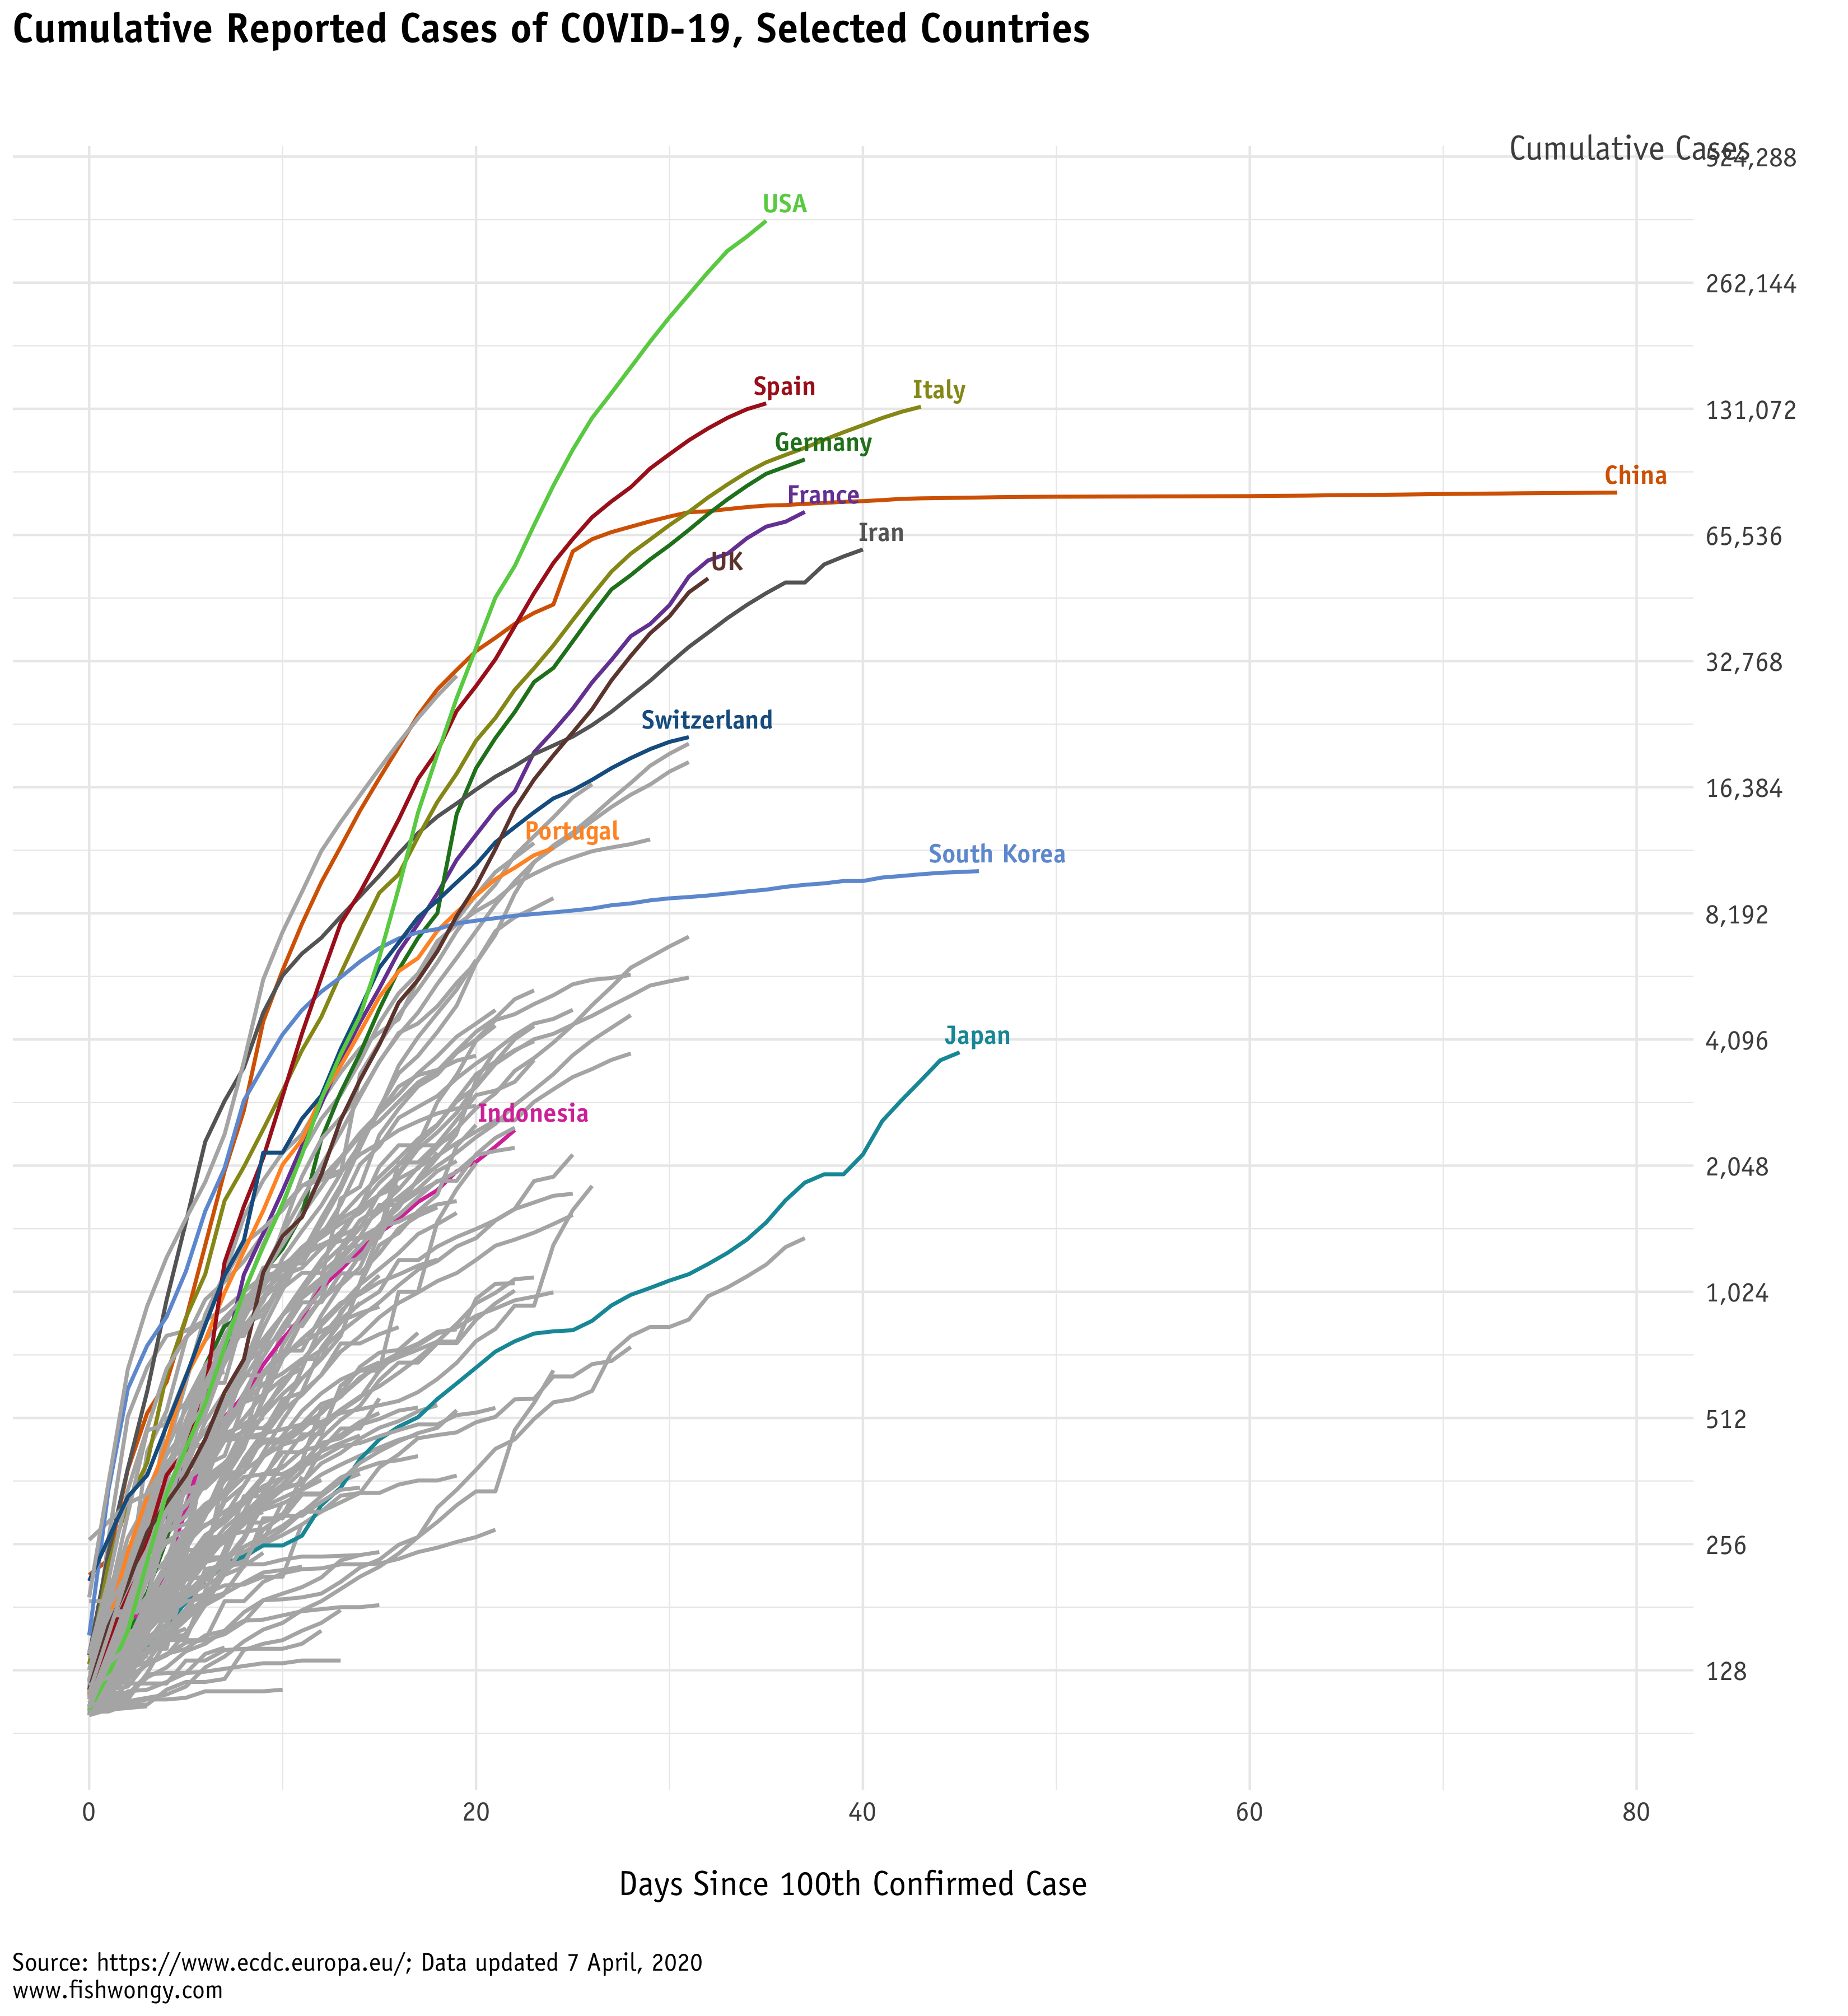 Cumulative Reported Cases of COVID-19, Selected Countries
Cumulative Cases
524,288
USA
262,144
Spain
Italy
131,072
Germany
China
France
Iran
65,536
UK
32,768
Switzerland
16,384
Portugal
South Korea
8,192
Japan
4,096
Indonesia
2,048
1,024
512
256
128
0 20 40 60 80
Days Since 100th Confirmed Case
Source: https://www.ecdc.europa.eu/; Data updated 7 April, 2020
www.fishwongy.com